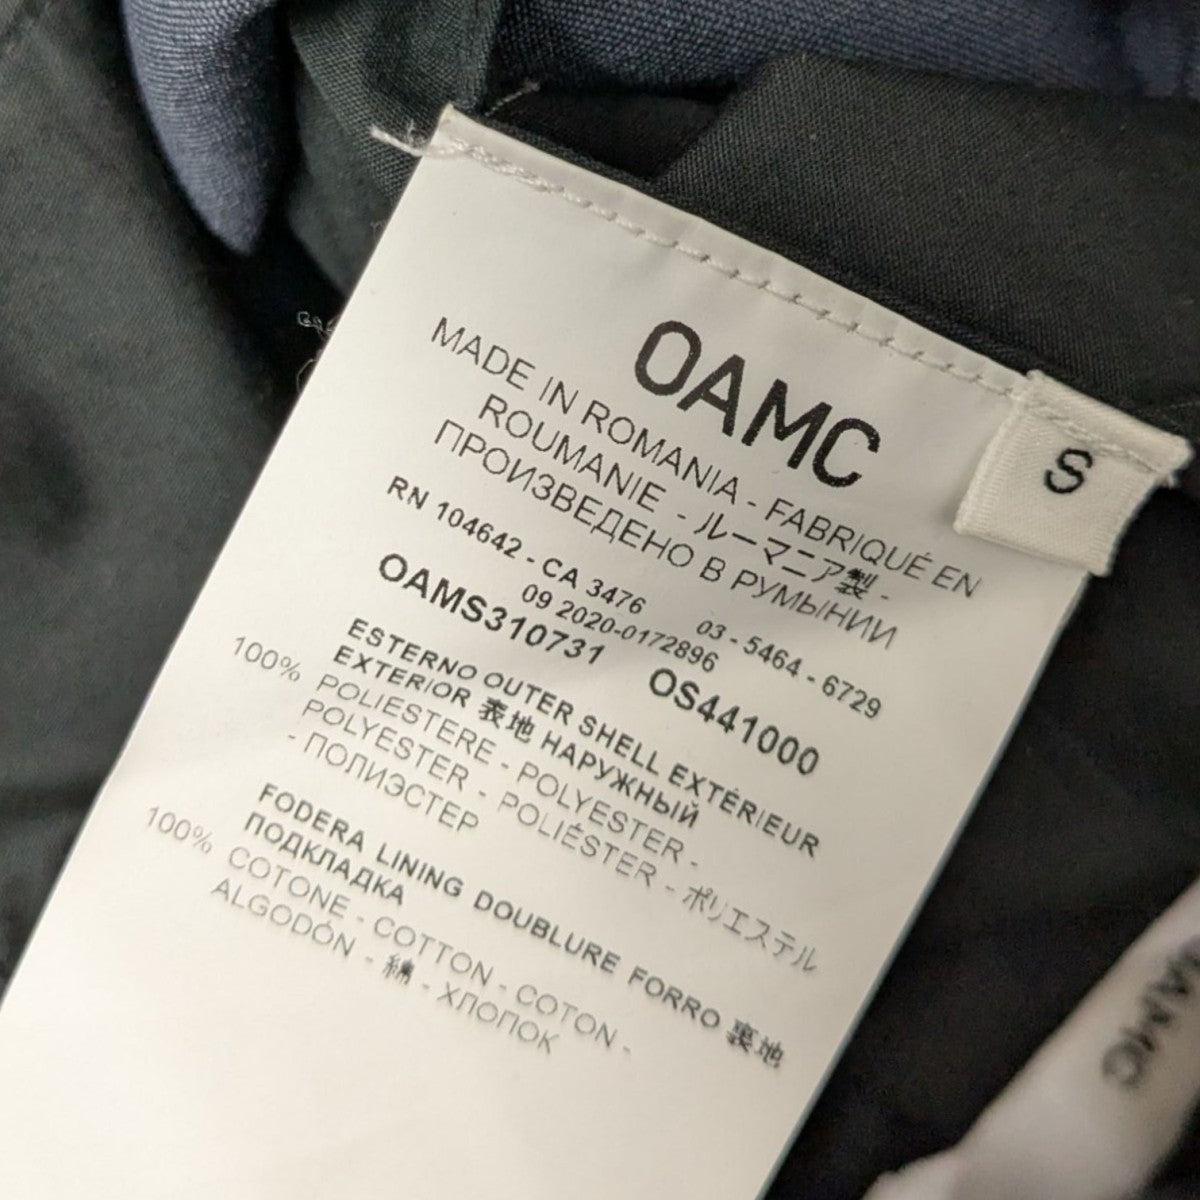 OAMC
S
MADE IN ROMANIA - FABRIQUÉ EN
ROUMANIE - ルーマニア製 -
ПРОИЗВЕДЕНО В РУМЫНИИ
RN 104642 - CA 3476 03 - 5464 - 6729
09 2020-0172896
OAMS310731 OS441000
ESTERNO OUTER SHELL EXTÉRIEUR
EXTERIOR 表地 НАРУЖНЫЙ
100% POLIESTERE - POLYESTER -
POLYESTER - POLIÉSTER - ポリエステル
- ПОЛИЭСТЕР
FODERA LINING DOUBLURE FORRO 裏地
ПОДКЛАДКА
100% COTONE - COTTON - COTON -
ALGODÓN - 綿 - ХЛОПОК